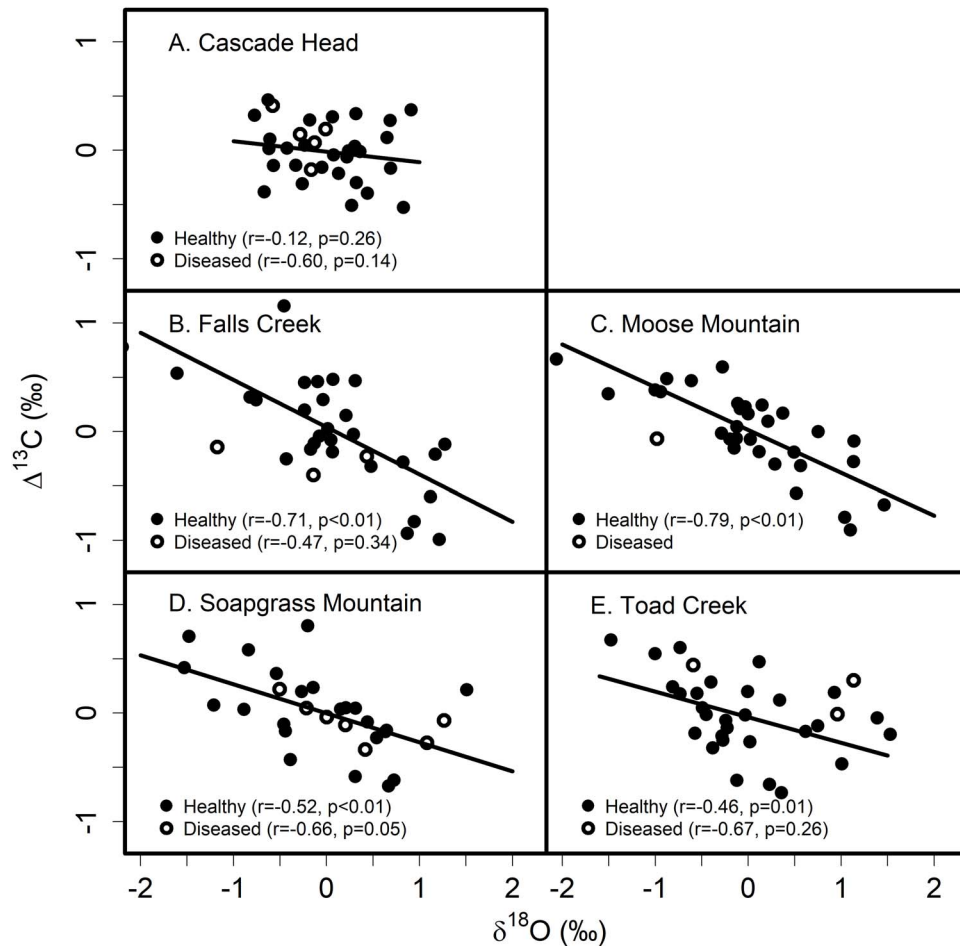 A. Cascade Head
1
0
-1
Healthy (r=-0.12, p=0.26)
Diseased (r=-0.60, p=0.14)
B. Falls Creek
1
0
-1
Healthy (r=-0.71, p<0.01)
Diseased (r=-0.47, p=0.34)
C. Moose Mountain
Healthy (r=-0.79, p<0.01)
Diseased
Δ¹³C (‰)
D. Soapgrass Mountain
1
0
-1
Healthy (r=-0.52, p<0.01)
Diseased (r=-0.66, p=0.05)
E. Toad Creek
Healthy (r=-0.46, p=0.01)
Diseased (r=-0.67, p=0.26)
-2 -1 0 1 2 -2 -1 0 1 2
δ¹⁸O (‰)